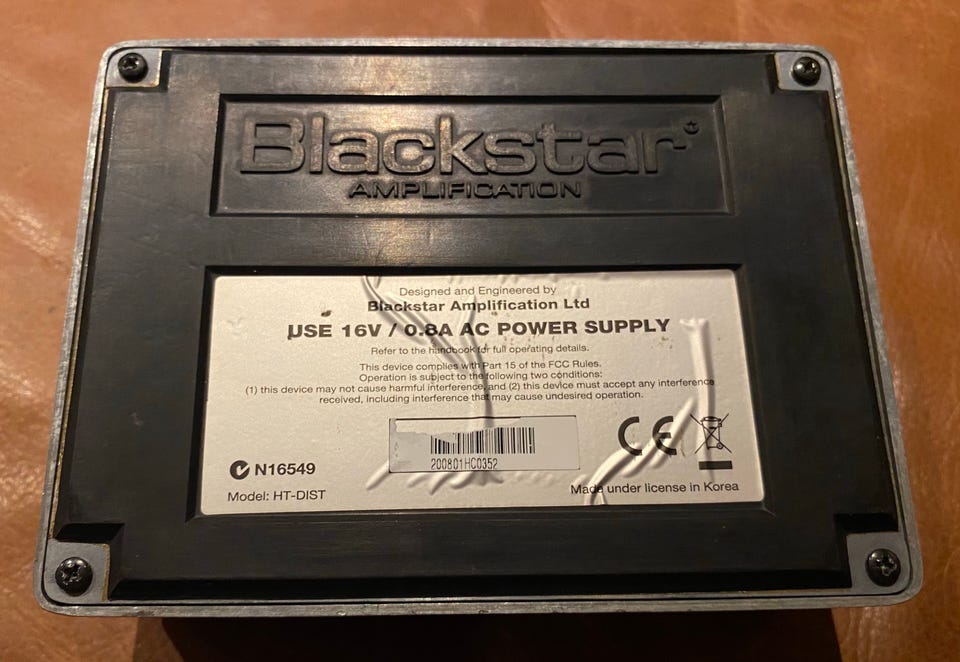 Blackstar
AMPLIFICATION
Designed and Engineered by
Blackstar Amplification Ltd
USE 16V / 0.8A AC POWER SUPPLY
Refer to the handbook for full operating details.
This device complies with Part 15 of the FCC Rules.
Operation is subject to the following two conditions:
(1) this device may not cause harmful interference, and (2) this device must accept any interference
received, including interference that may cause undesired operation.
200801HC0352
CE
N16549
Model: HT-DIST
Made under license in Korea